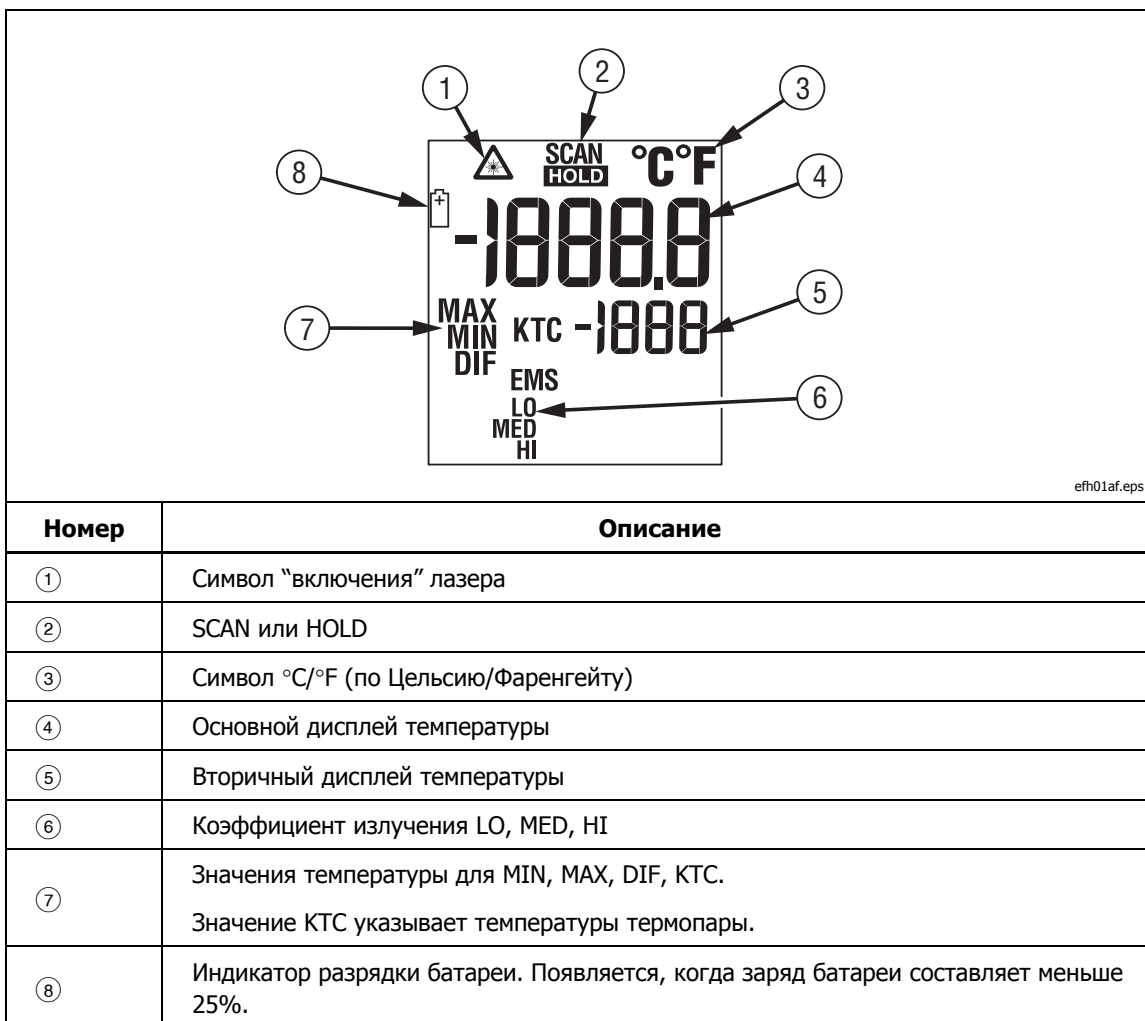 1
2
3
8
SCAN
HOLD
°C°F
4
-1888.8
MAX
MIN
DIF
KTC -1888
5
7
EMS
LO
MED
HI
6
efh01af.eps
Номер Описание
① Символ “включения” лазера
② SCAN или HOLD
③ Символ °C/°F (по Цельсию/Фаренгейту)
④ Основной дисплей температуры
⑤ Вторичный дисплей температуры
⑥ Коэффициент излучения LO, MED, HI
⑦ Значения температуры для MIN, MAX, DIF, KTC.
Значение KTC указывает температуры термопары.
⑧ Индикатор разрядки батареи. Появляется, когда заряд батареи составляет меньше
25%.